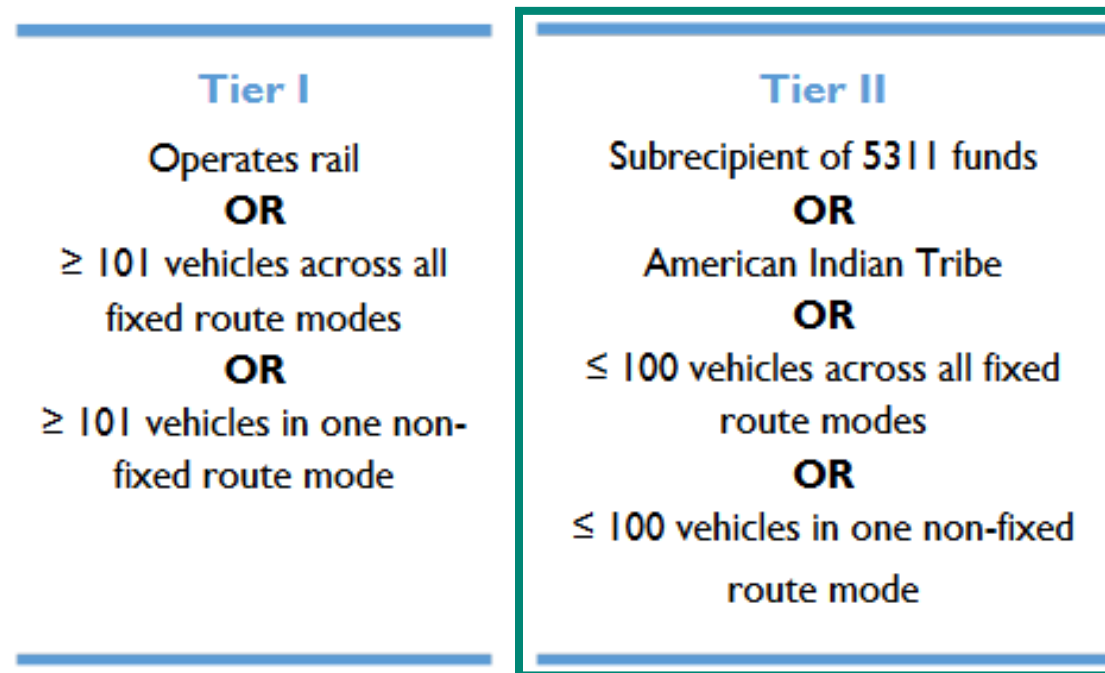 Tier I
Operates rail
OR
≥ 101 vehicles across all
fixed route modes
OR
≥ 101 vehicles in one non-
fixed route mode
Tier II
Subrecipient of 5311 funds
OR
American Indian Tribe
OR
≤ 100 vehicles across all fixed
route modes
OR
≤ 100 vehicles in one non-fixed
route mode